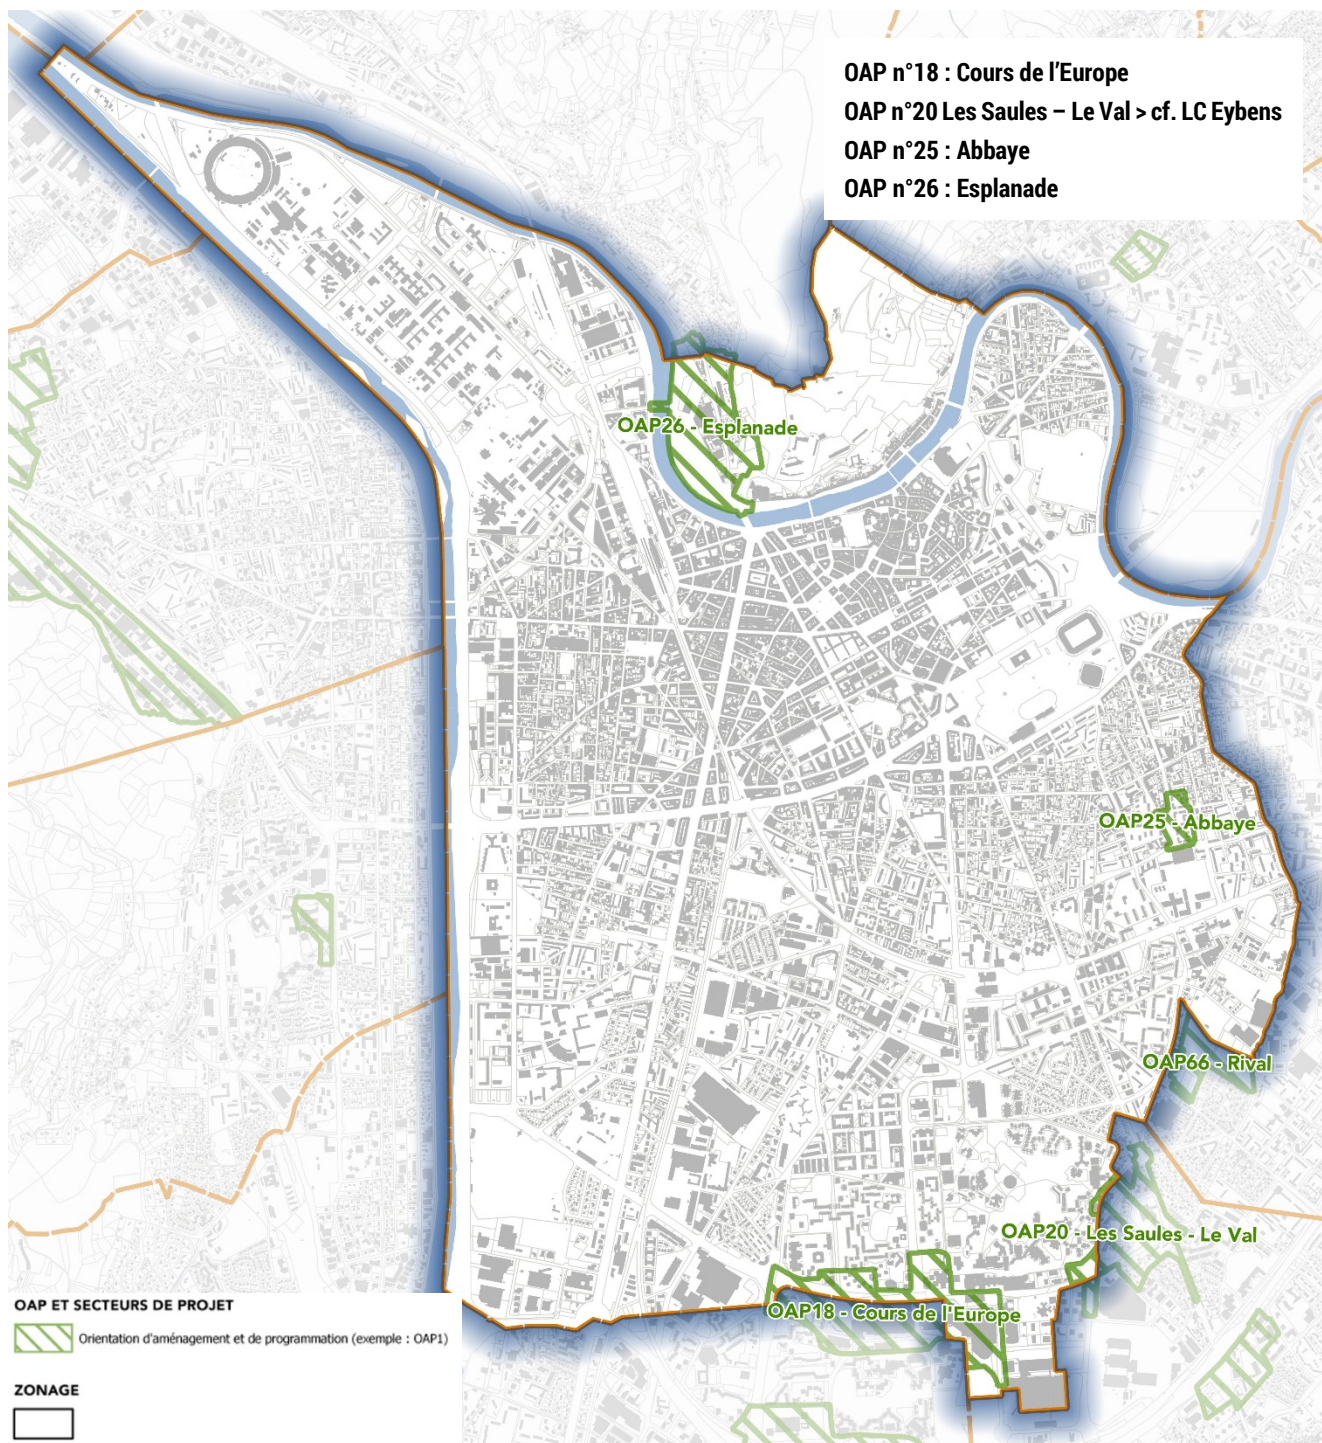 OAP n°18 : Cours de l'Europe
OAP n°20 Les Saules – Le Val > cf. LC Eybens
OAP n°25 : Abbaye
OAP n°26 : Esplanade
OAP26 - Esplanade
OAP25 - Abbaye
OAP66 - Rival
OAP20 - Les Saules - Le Val
OAP18 - Cours de l'Europe
OAP ET SECTEURS DE PROJET
Orientation d'aménagement et de programmation (exemple : OAP1)
ZONAGE